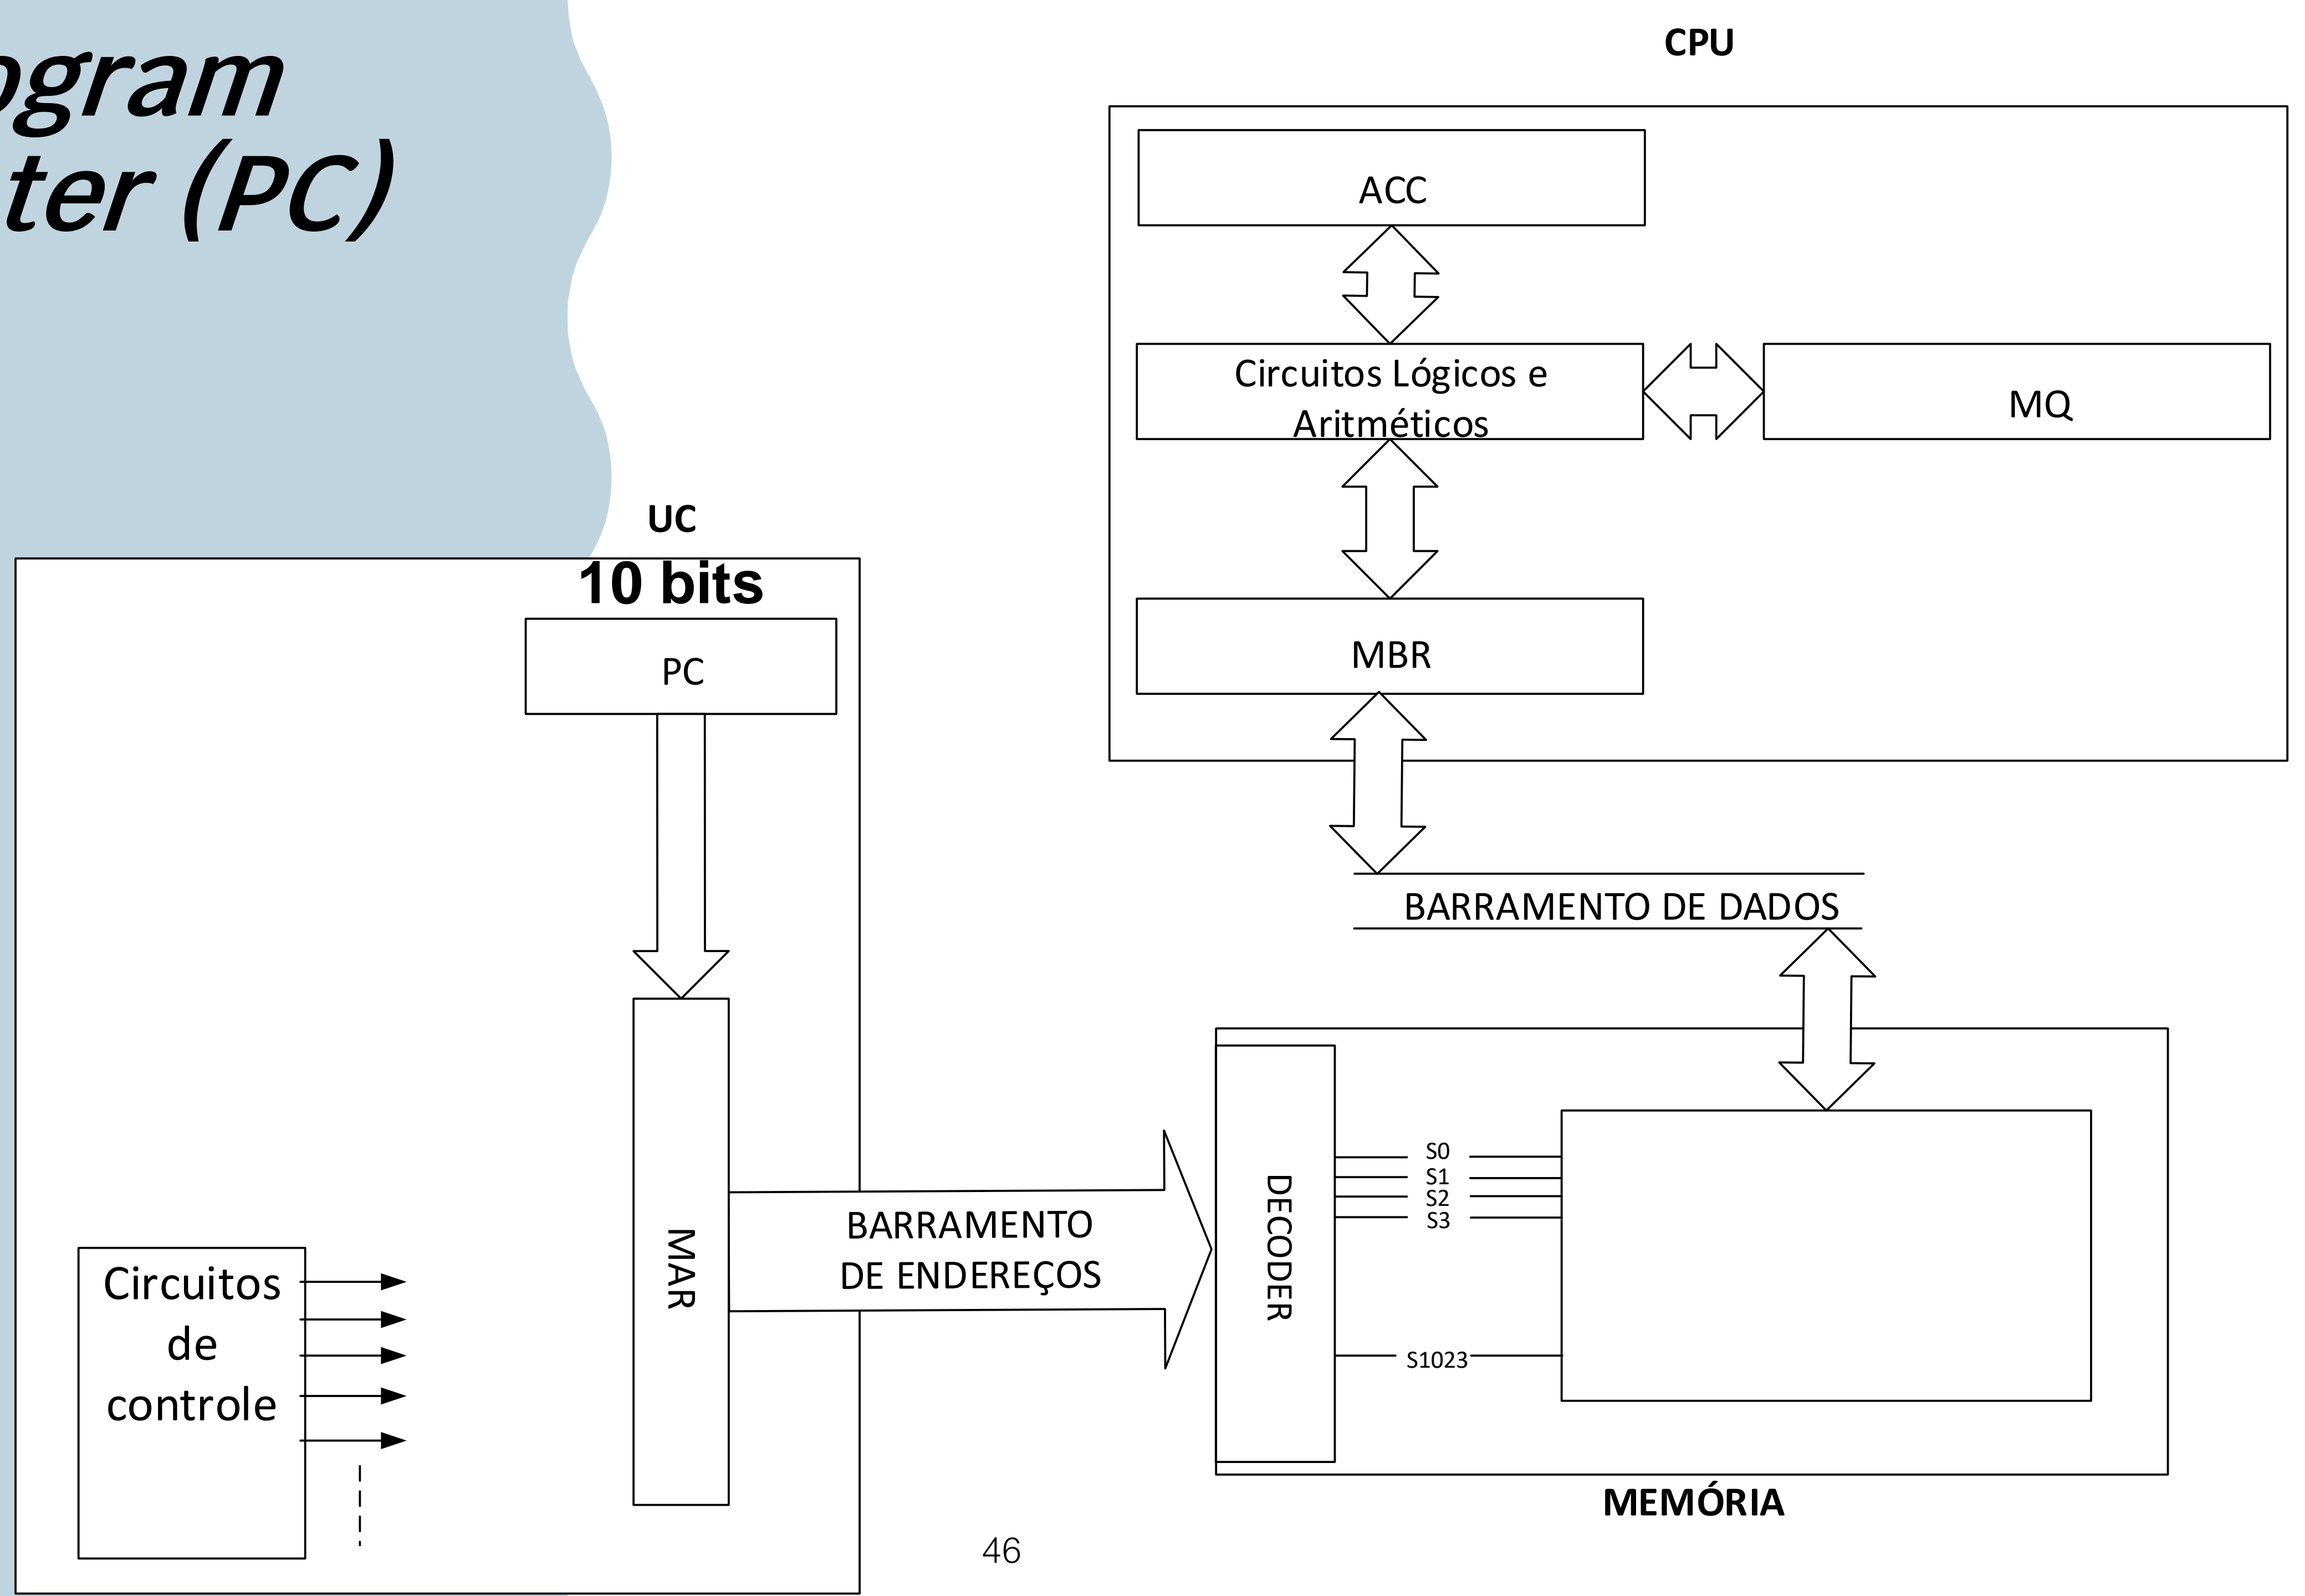 ogram
ter (PC)
CPU
ACC
Circuitos Lógicos e
Aritméticos
MQ
MBR
UC
10 bits
PC
BARRAMENTO DE DADOS
MAR
BARRAMENTO
DE ENDEREÇOS
DECODER
S0
S1
S2
S3
S1023
Circuitos
de
controle
MEMÓRIA
46